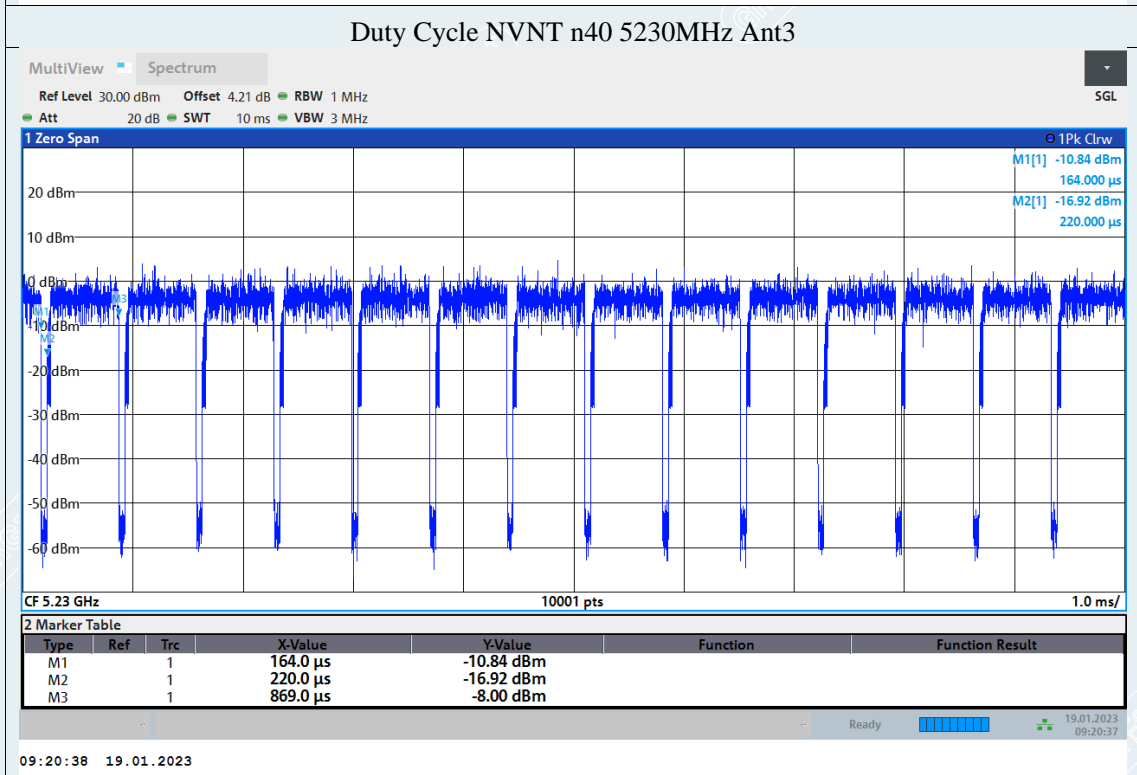 Duty Cycle NVNT n40 5230MHz Ant3
MultiView Spectrum
Ref Level 30.00 dBm Offset 4.21 dB RBW 1 MHz SGL
Att 20 dB SWT 10 ms VBW 3 MHz
1 Zero Span 1Pk Clrw
M1[1] -10.84 dBm
164.000 µs
M2[1] -16.92 dBm
220.000 µs
20 dBm
10 dBm
0 dBm
M3
M1
-10 dBm
M2
-20 dBm
-30 dBm
-40 dBm
-50 dBm
-60 dBm
CF 5.23 GHz 10001 pts 1.0 ms/
2 Marker Table
Type Ref Trc X-Value Y-Value Function Function Result
M1 1 164.0 µs -10.84 dBm
M2 1 220.0 µs -16.92 dBm
M3 1 869.0 µs -8.00 dBm
Ready 19.01.2023
09:20:37
09:20:38 19.01.2023